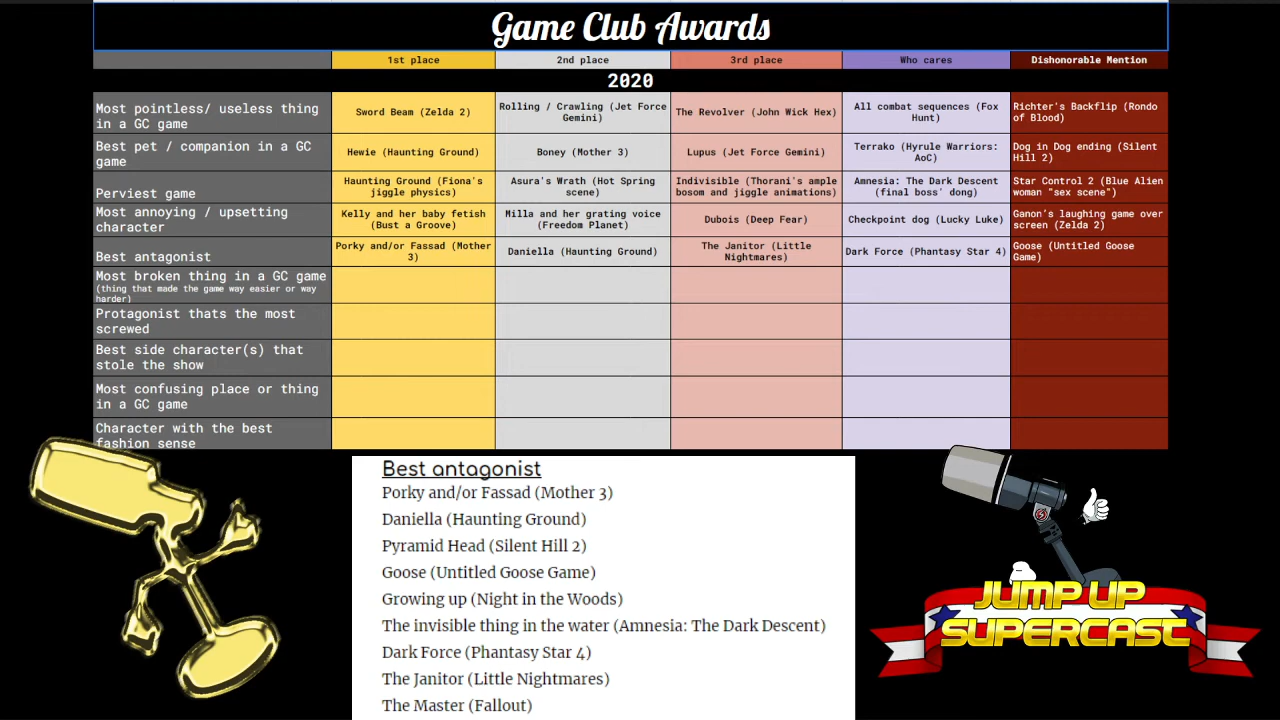 Game Club Awards
1st place
2nd place
3rd place
Who cares
Dishonorable Mention
2020
Most pointless/ useless thing
in a GC game
Sword Beam (Zelda 2)
Rolling / Crawling (Jet Force
Gemini)
The Revolver (John Wick Hex)
All combat sequences (Fox
Hunt)
Richter's Backflip (Rondo
of Blood)
Best pet / companion in a GC
game
Hewie (Haunting Ground)
Boney (Mother 3)
Lupus (Jet Force Gemini)
Terrako (Hyrule Warriors:
AoC)
Dog in Dog ending (Silent
Hill 2)
Perviest game
Haunting Ground (Fiona's
jiggle physics)
Asura's Wrath (Hot Spring
scene)
Indivisible (Thorani's ample
bosom and jiggle animations)
Amnesia: The Dark Descent
(final boss' dong)
Star Control 2 (Blue Alien
woman "sex scene")
Most annoying / upsetting
character
Kelly and her baby fetish
(Bust a Groove)
Milla and her grating voice
(Freedom Planet)
Dubois (Deep Fear)
Checkpoint dog (Lucky Luke)
Ganon's laughing game over
screen (Zelda 2)
Best antagonist
Porky and/or Fassad (Mother
3)
Daniella (Haunting Ground)
The Janitor (Little
Nightmares)
Dark Force (Phantasy Star 4)
Goose (Untitled Goose
Game)
Most broken thing in a GC game
(thing that made the game way easier or way
harder)
Protagonist thats the most
screwed
Best side character(s) that
stole the show
Most confusing place or thing
in a GC game
Character with the best
fashion sense
Best antagonist
Porky and/or Fassad (Mother 3)
Daniella (Haunting Ground)
Pyramid Head (Silent Hill 2)
Goose (Untitled Goose Game)
Growing up (Night in the Woods)
The invisible thing in the water (Amnesia: The Dark Descent)
Dark Force (Phantasy Star 4)
The Janitor (Little Nightmares)
The Master (Fallout)
JUMP UP
SUPERCAST